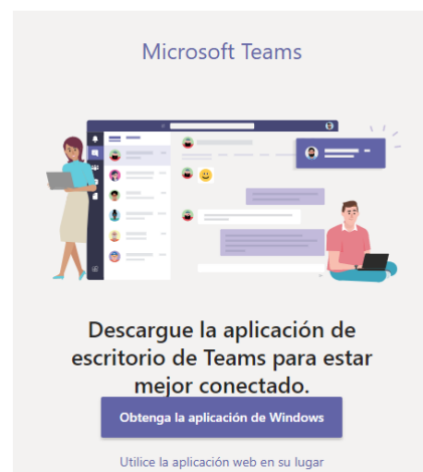 Microsoft Teams
Descargue la aplicación de
escritorio de Teams para estar
mejor conectado.
Obtenga la aplicación de Windows
Utilice la aplicación web en su lugar